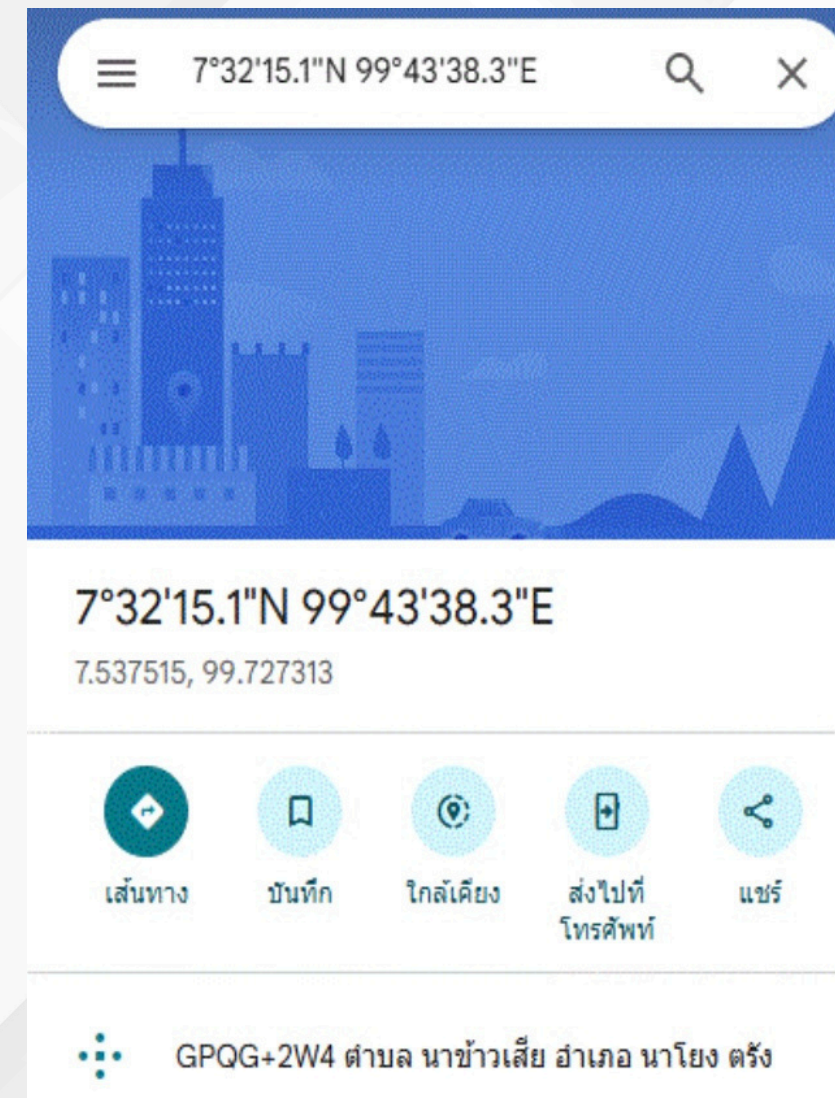 7°32'15.1"N 99°43'38.3"E
7°32'15.1"N 99°43'38.3"E
7.537515, 99.727313
เส้นทาง
บันทึก
ใกล้เคียง
ส่งไปที่
โทรศัพท์
แชร์
GPQG+2W4 ตำบล นาข้าวเสีย อำเภอ นาโยง ตรัง